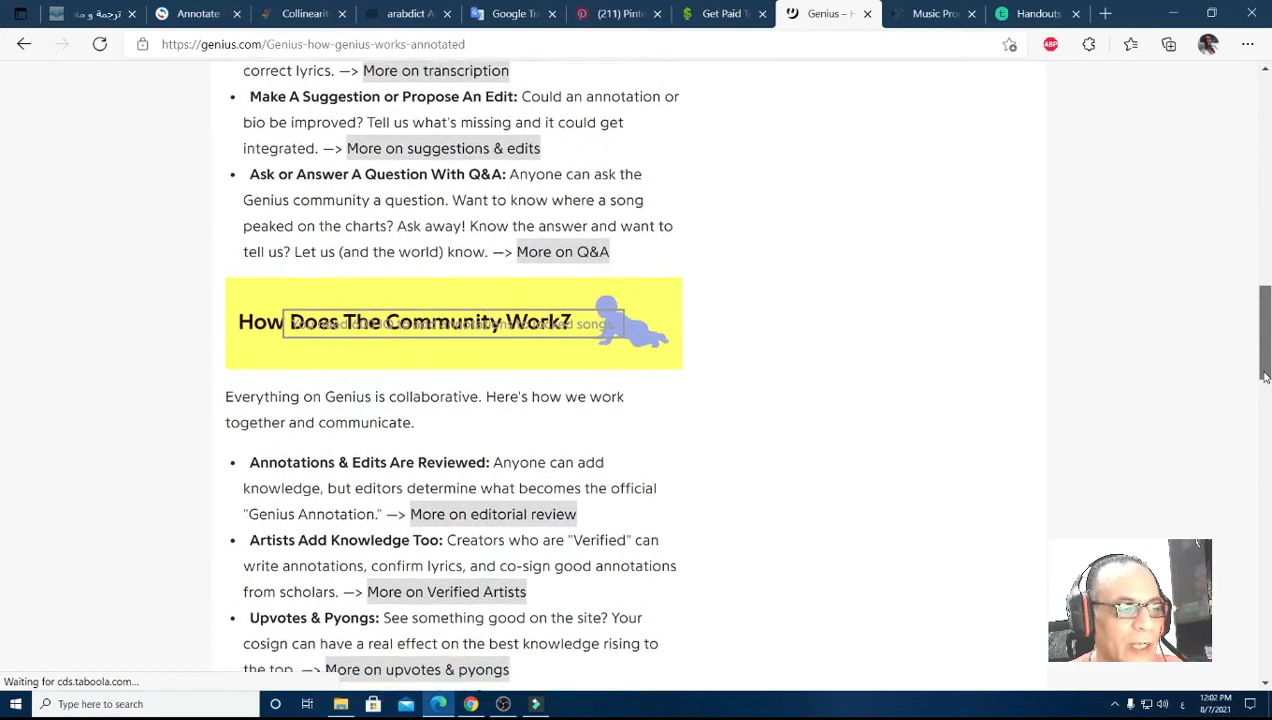 ترجمة و مع
Annotate
Collinearit
arabdict A
Google Tra
(211) Pint
Get Paid T
Genius – H
Music Pro
Handouts
https://genius.com/Genius-how-genius-works-annotated
ABP
correct lyrics. —> More on transcription
• Make A Suggestion or Propose An Edit: Could an annotation or
bio be improved? Tell us what's missing and it could get
integrated. —> More on suggestions & edits
• Ask or Answer A Question With Q&A: Anyone can ask the
Genius community a question. Want to know where a song
peaked on the charts? Ask away! Know the answer and want to
tell us? Let us (and the world) know. —> More on Q&A
How Does The Community Work?
Everything on Genius is collaborative. Here's how we work
together and communicate.
• Annotations & Edits Are Reviewed: Anyone can add
knowledge, but editors determine what becomes the official
"Genius Annotation." —> More on editorial review
• Artists Add Knowledge Too: Creators who are "Verified" can
write annotations, confirm lyrics, and co-sign good annotations
from scholars. —> More on Verified Artists
• Upvotes & Pyongs: See something good on the site? Your
cosign can have a real effect on the best knowledge rising to
the top. —> More on upvotes & pyongs
Waiting for cds.taboola.com...
Type here to search
ع
12:02 PM
8/7/2021